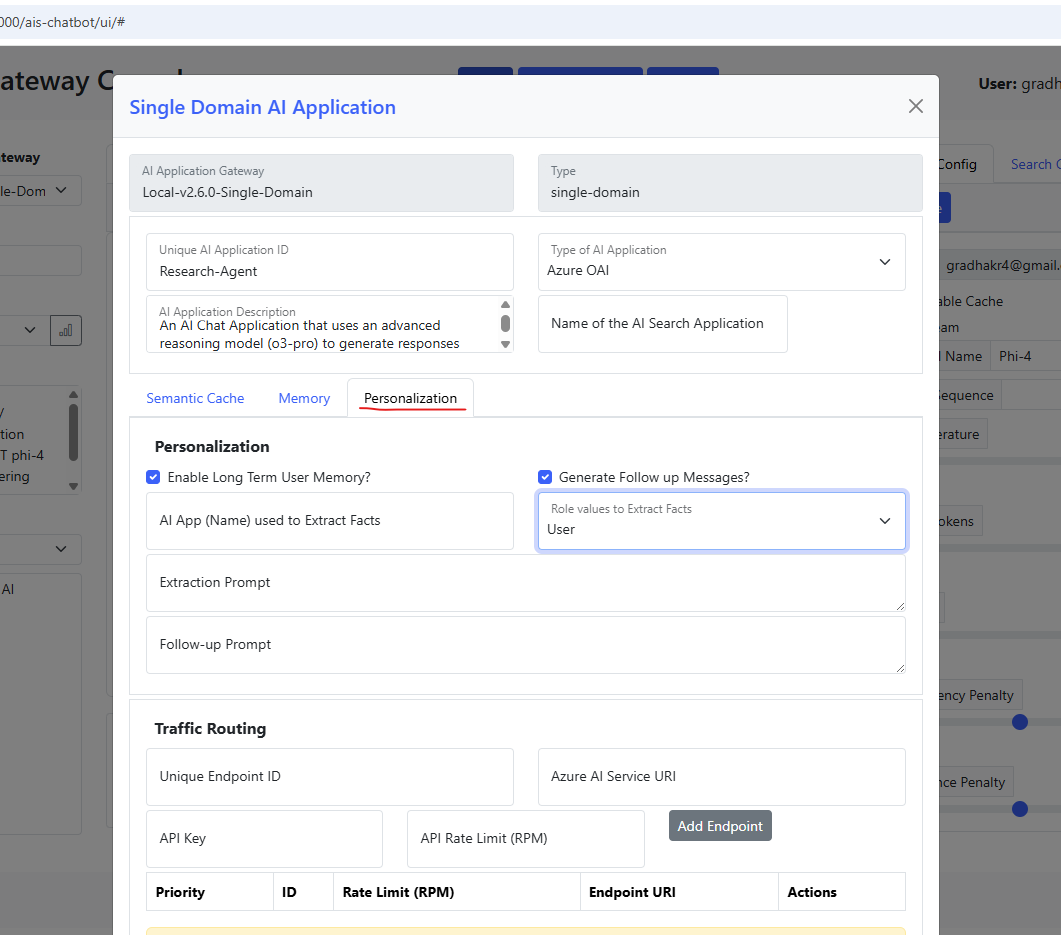 000/ais-chatbot/ui/#
ateway C
User: gradh
Single Domain AI Application
teway
le-Dom
AI Application Gateway
Local-v2.6.0-Single-Domain
Type
single-domain
Config
Search C
Unique AI Application ID
Research-Agent
Type of AI Application
Azure OAI
gradhakr4@gmail.
AI Application Description
An AI Chat Application that uses an advanced
reasoning model (o3-pro) to generate responses
Name of the AI Search Application
able Cache
eam
l Name
Phi-4
Semantic Cache
Memory
Personalization
equence
tion
T phi-4
ering
erature
Personalization
Enable Long Term User Memory?
Generate Follow up Messages?
AI App (Name) used to Extract Facts
Role values to Extract Facts
User
okens
Extraction Prompt
AI
Follow-up Prompt
ency Penalty
Traffic Routing
Unique Endpoint ID
Azure AI Service URI
nce Penalty
API Key
API Rate Limit (RPM)
Add Endpoint
Priority
ID
Rate Limit (RPM)
Endpoint URI
Actions